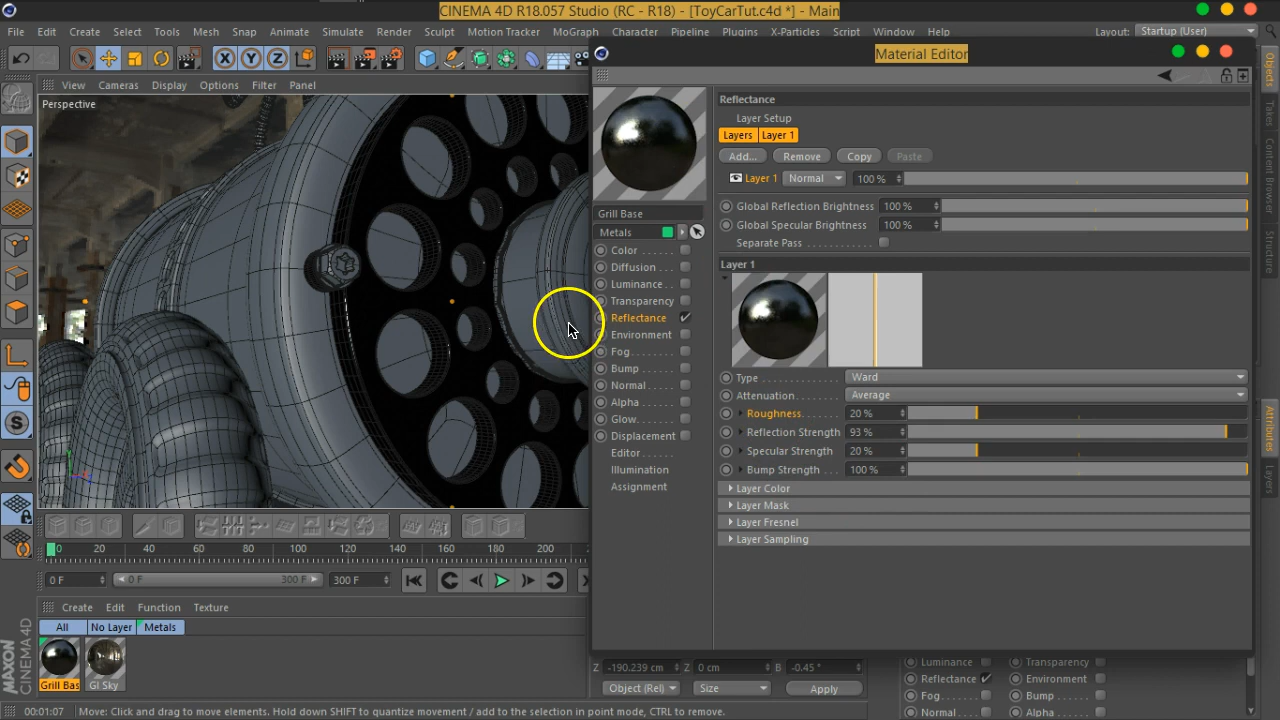 CINEMA 4D R18.057 Studio (RC - R18) - [ToyCarTut.c4d *] - Main
File Edit Create Select Tools Mesh Snap Animate Simulate Render Sculpt Motion Tracker MoGraph Character Pipeline Plugins X-Particles Script Window Help Layout: Startup (User)
Material Editor
View Cameras Display Options Filter Panel
Perspective
Reflectance
Layer Setup
Layers Layer 1
Add... Remove Copy Paste
Layer 1 Normal 100 %
Global Reflection Brightness 100 %
Global Specular Brightness 100 %
Separate Pass
Grill Base
Metals
Color
Diffusion
Luminance
Transparency
Reflectance
Environment
Fog
Bump
Normal
Alpha
Glow
Displacement
Editor
Illumination
Assignment
Layer 1
Type Ward
Attenuation Average
Roughness 20 %
Reflection Strength 93 %
Specular Strength 20 %
Bump Strength 100 %
Layer Color
Layer Mask
Layer Fresnel
Layer Sampling
Objects
Takes
Content Browser
Attributes
Layers
0 20 40 60 80 100 120 140 160 180 200
0 F 0 F 300 F 300 F
Create Edit Function Texture
All No Layer Metals
Grill Bas GI Sky
MAXON
CINEMA 4D
Z -190.239 cm Z 0 cm B -0.45 °
Object (Rel) Size Apply
Luminance Transparency
Reflectance Environment
Fog Bump
Normal Alpha
00:01:07 Move: Click and drag to move elements. Hold down SHIFT to quantize movement / add to the selection in point mode, CTRL to remove.